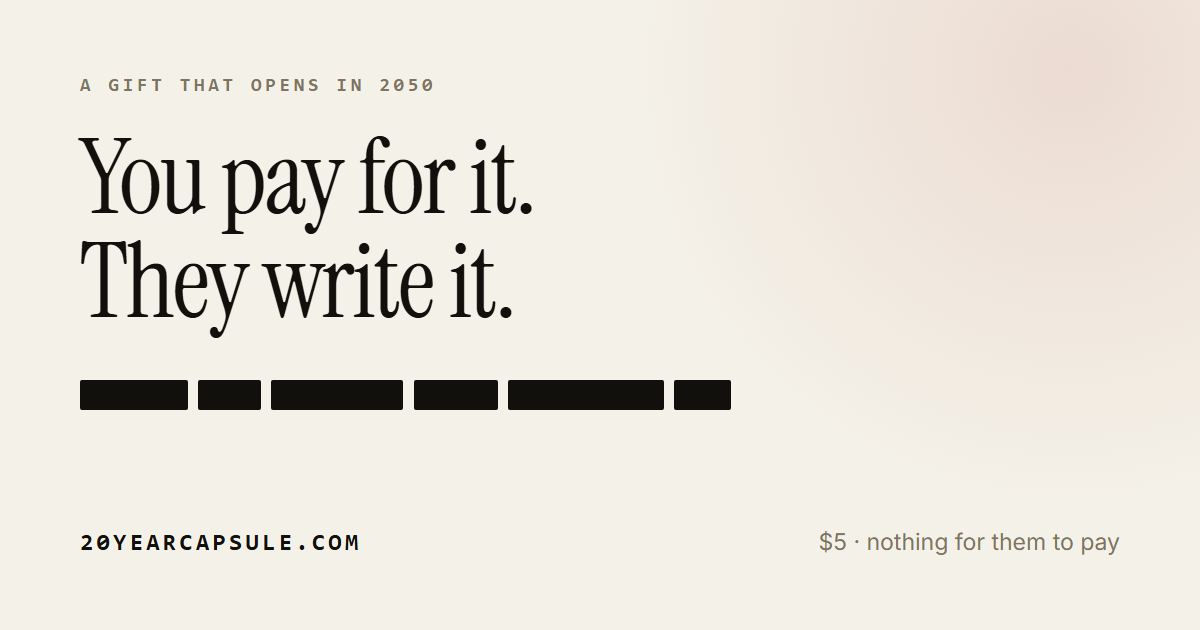 A GIFT THAT OPENS IN 2050
You pay for it.
They write it.
20YEARCAPSULE.COM
$5 · nothing for them to pay